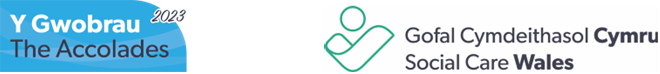 Y Gwobrau 2023
The Accolades
Gofal Cymdeithasol Cymru
Social Care Wales